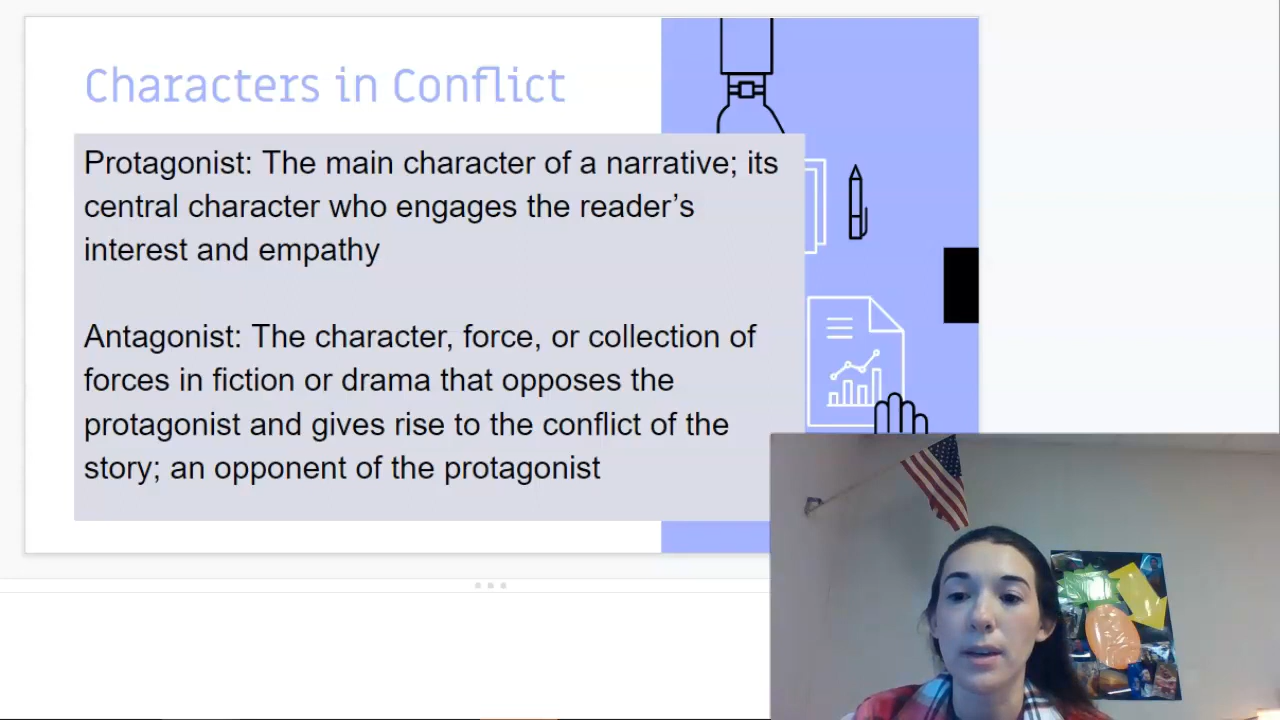 Characters in Conflict
Protagonist: The main character of a narrative; its
central character who engages the reader’s
interest and empathy
Antagonist: The character, force, or collection of
forces in fiction or drama that opposes the
protagonist and gives rise to the conflict of the
story; an opponent of the protagonist